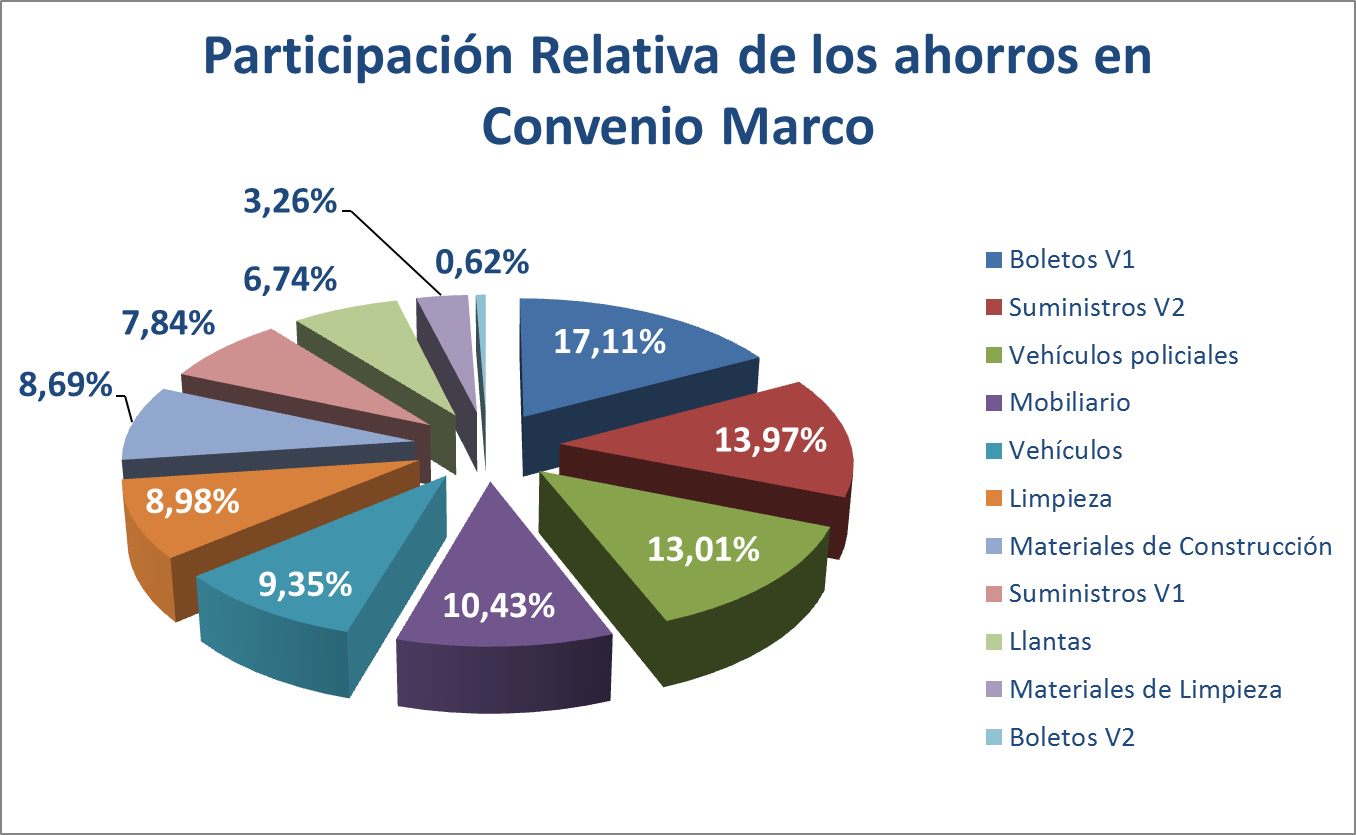 Participación Relativa de los ahorros en
Convenio Marco
3,26%
0,62%
6,74%
7,84%
8,69%
17,11%
13,97%
13,01%
10,43%
9,35%
8,98%
Boletos V1
Suministros V2
Vehículos policiales
Mobiliario
Vehículos
Limpieza
Materiales de Construcción
Suministros V1
Llantas
Materiales de Limpieza
Boletos V2